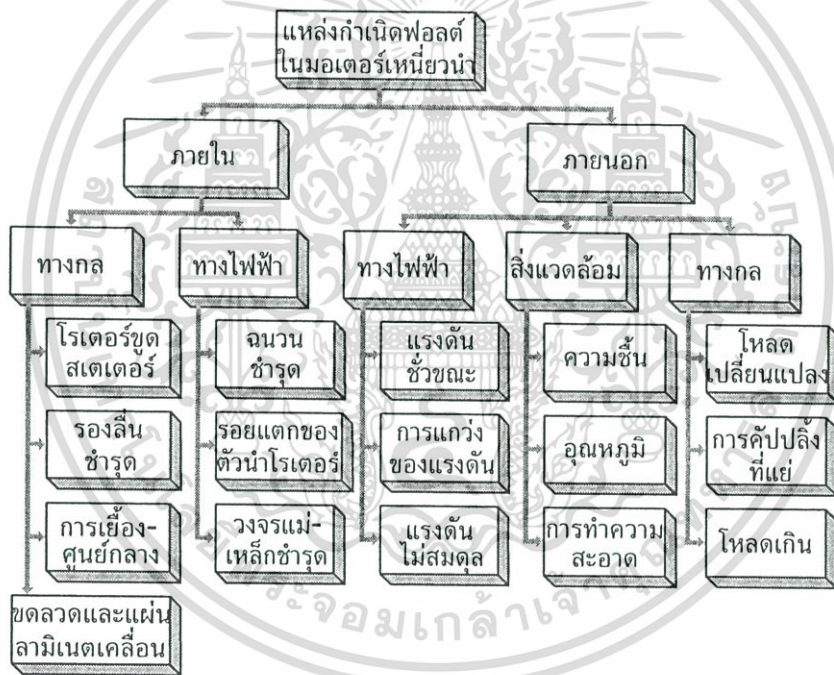 แหล่งกำเนิดฟอลต์
ในมอเตอร์เหนี่ยวนำ
ภายใน
ภายนอก
ทางกล
ทางไฟฟ้า
ทางไฟฟ้า
สิ่งแวดล้อม
ทางกล
โรเตอร์ขูด
สเตเตอร์
ฉนวน
ชำรุด
แรงดัน
ชั่วขณะ
ความชื้น
โหลด
เปลี่ยนแปลง
รองลื่น
ชำรุด
รอยแตกของ
ตัวนำโรเตอร์
การแกว่ง
ของแรงดัน
อุณหภูมิ
การคัปปลิ้ง
ที่แย่
การเยื้อง-
ศูนย์กลาง
วงจรแม่-
เหล็กชำรุด
แรงดัน
ไม่สมดุล
การทำความ
สะอาด
โหลดเกิน
ขดลวดและแผ่น
ลามิเนตเคลื่อน